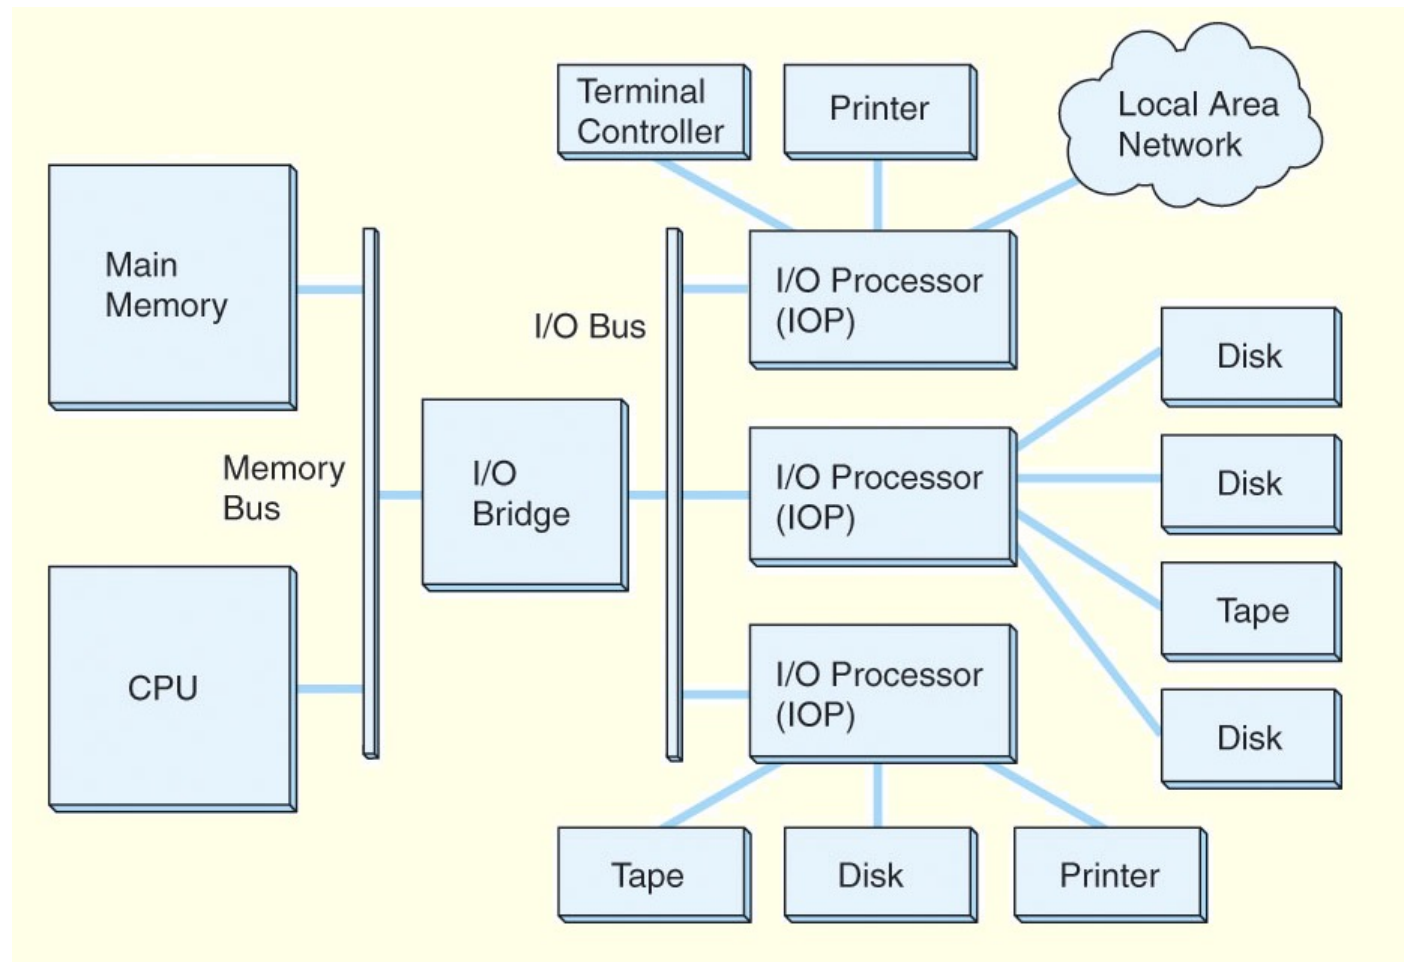 Terminal
Controller
Printer
Local Area
Network
Main
Memory
I/O Bus
I/O Processor
(IOP)
Memory
Bus
I/O
Bridge
I/O Processor
(IOP)
Disk
Disk
Tape
Disk
CPU
I/O Processor
(IOP)
Tape
Disk
Printer